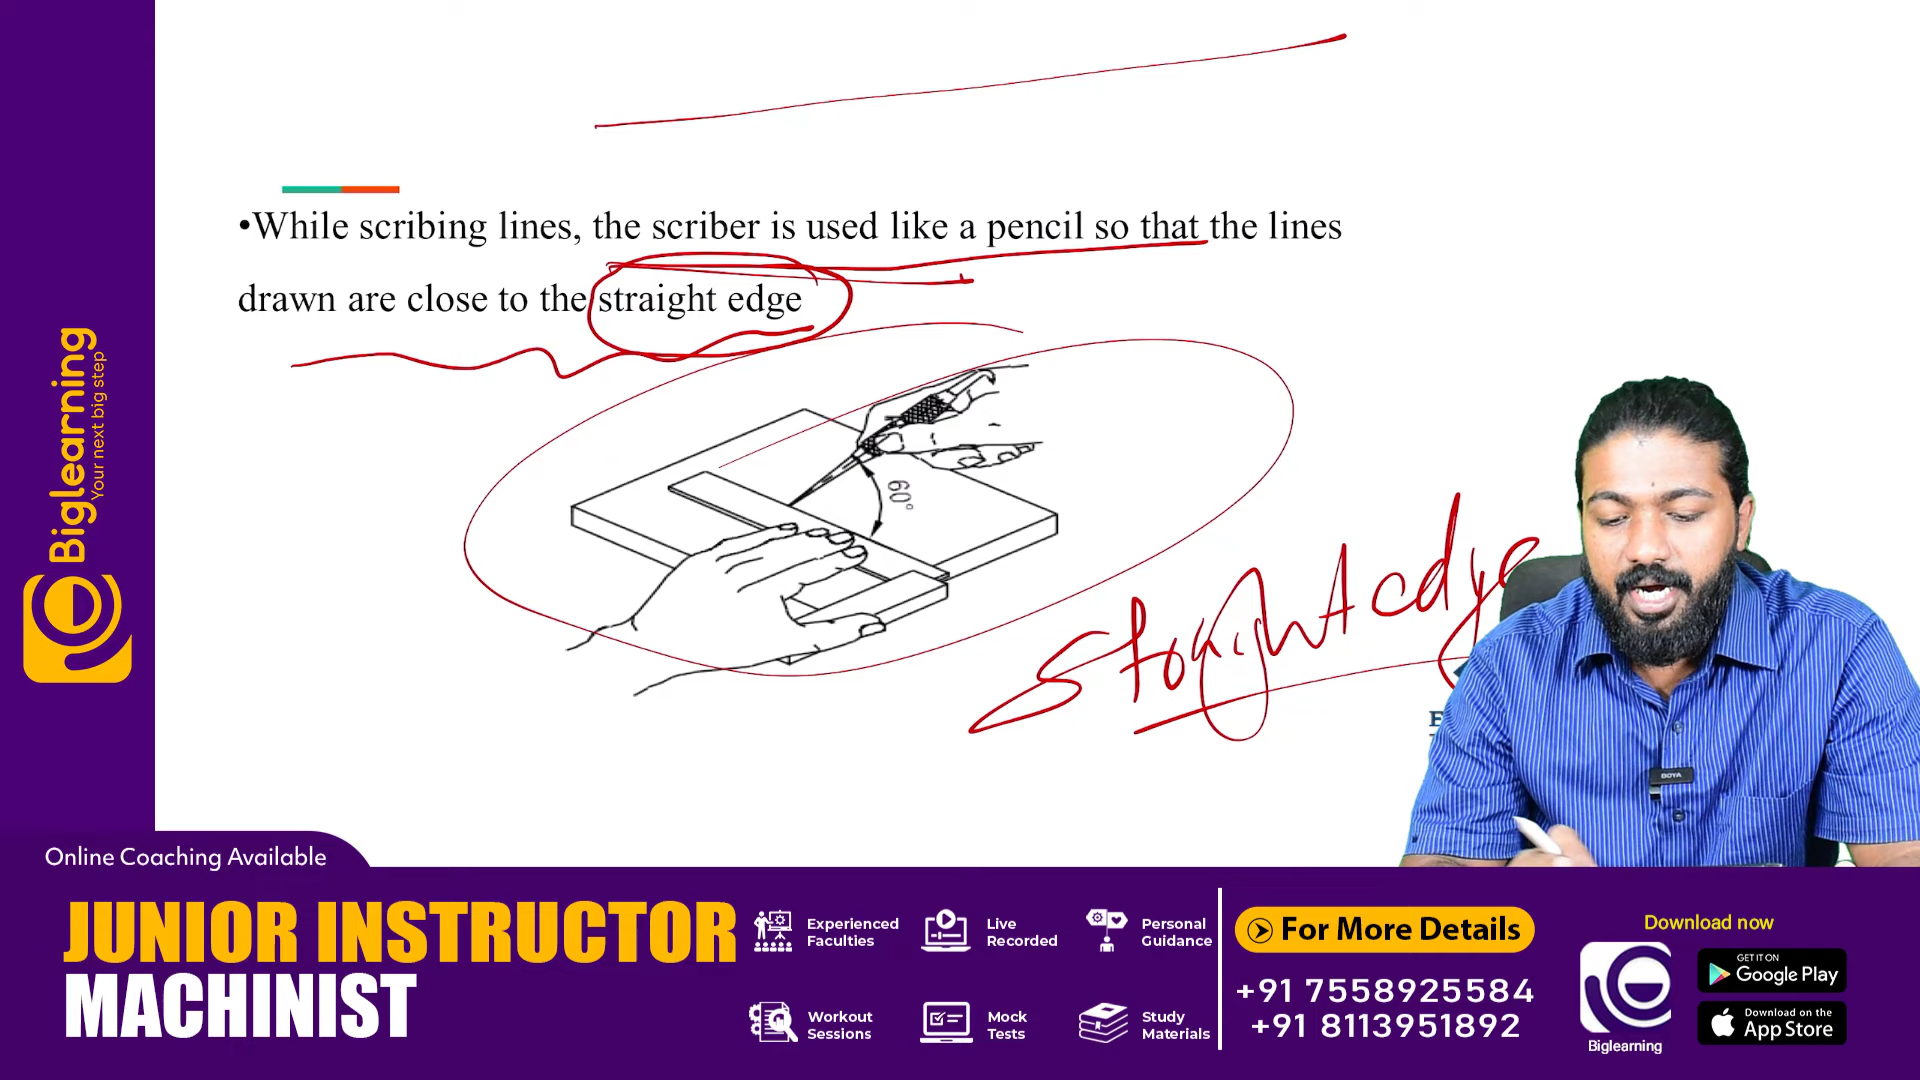 •While scribing lines, the scriber is used like a pencil so that the lines
drawn are close to the straight edge
60°
Straight edge
Biglearning
Your next big step
BOYA
Online Coaching Available
JUNIOR INSTRUCTOR
MACHINIST
Experienced
Faculties
Live
Recorded
Personal
Guidance
Workout
Sessions
Mock
Tests
Study
Materials
For More Details
+91 7558925584
+91 8113951892
Download now
Biglearning
GET IT ON
Google Play
Download on the
App Store